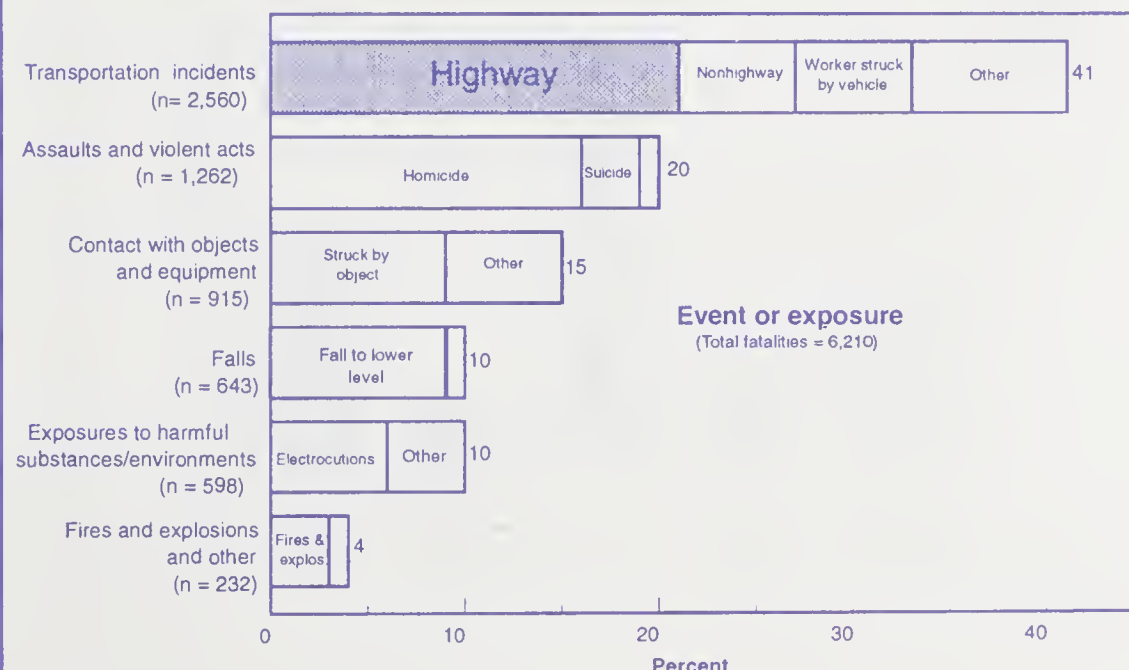 Transportation incidents
(n= 2,560)
Highway
Nonhighway
Worker struck
by vehicle
Other
41
Assaults and violent acts
(n = 1,262)
Homicide
Suicide
20
Contact with objects
and equipment
(n = 915)
Struck by
object
Other
15
Event or exposure
(Total fatalities = 6,210)
Falls
(n = 643)
Fall to lower
level
10
Exposures to harmful
substances/environments
(n = 598)
Electrocutions
Other
10
Fires and explosions
and other
(n = 232)
Fires &
explos.
4
0 10 20 30 40
Percent